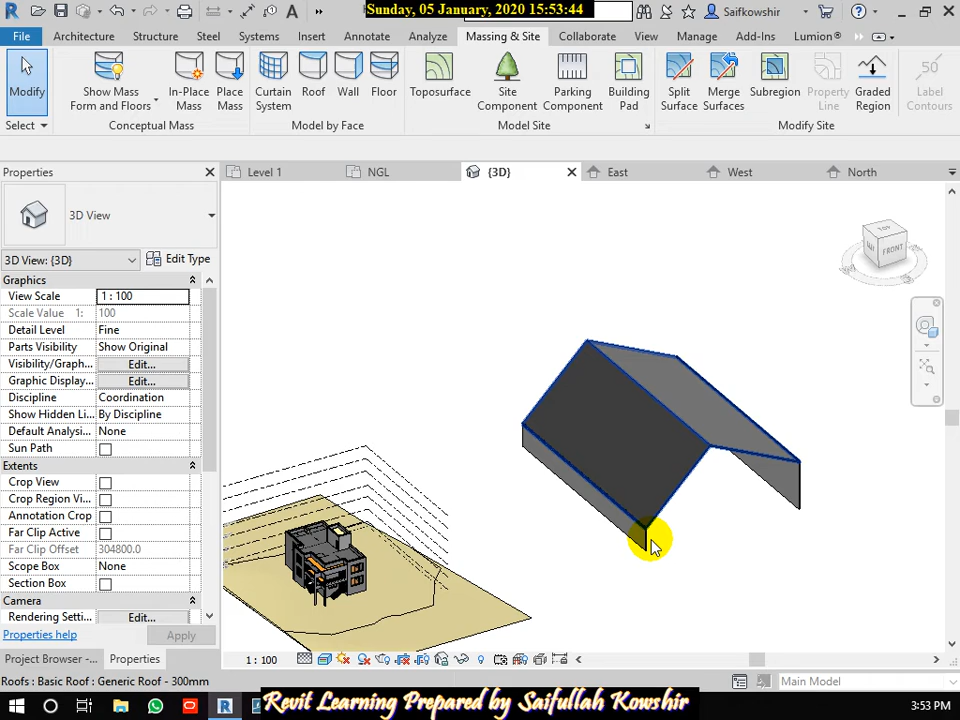 Sunday, 05 January, 2020 15:53:44
Saifkowshir
File Architecture Structure Steel Systems Insert Annotate Analyze Massing & Site Collaborate View Manage Add-Ins Lumion®
Modify
Show Mass Form and Floors
In-Place Mass
Place Mass
Curtain System
Roof
Wall
Floor
Toposurface
Site Component
Parking Component
Building Pad
Split Surface
Merge Surfaces
Subregion
Property Line
Graded Region
50
Label Contours
Select Conceptual Mass Model by Face Model Site Modify Site
Properties
Level 1 NGL {3D} East West North
3D View
3D View: {3D} Edit Type
Graphics
View Scale 1 : 100
Scale Value 1: 100
Detail Level Fine
Parts Visibility Show Original
Visibility/Graph... Edit...
Graphic Display... Edit...
Discipline Coordination
Show Hidden Li... By Discipline
Default Analysi... None
Sun Path
Extents
Crop View
Crop Region Vi...
Annotation Crop
Far Clip Active
Far Clip Offset 304800.0
Scope Box None
Section Box
Camera
Rendering Setti... Edit...
Properties help Apply
Project Browser -... Properties
TOP
FRONT
1 : 100
Roofs : Basic Roof : Generic Roof - 300mm
Main Model
Revit Learning Prepared by Saifullah Kowshir
3:53 PM